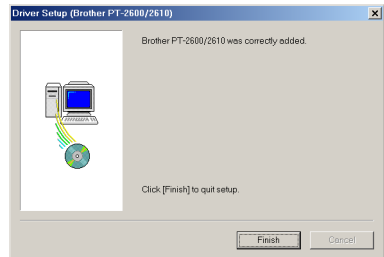 Driver Setup (Brother PT-2600/2610)
Brother PT-2600/2610 was correctly added.
Click [Finish] to quit setup.
Finish
Cancel